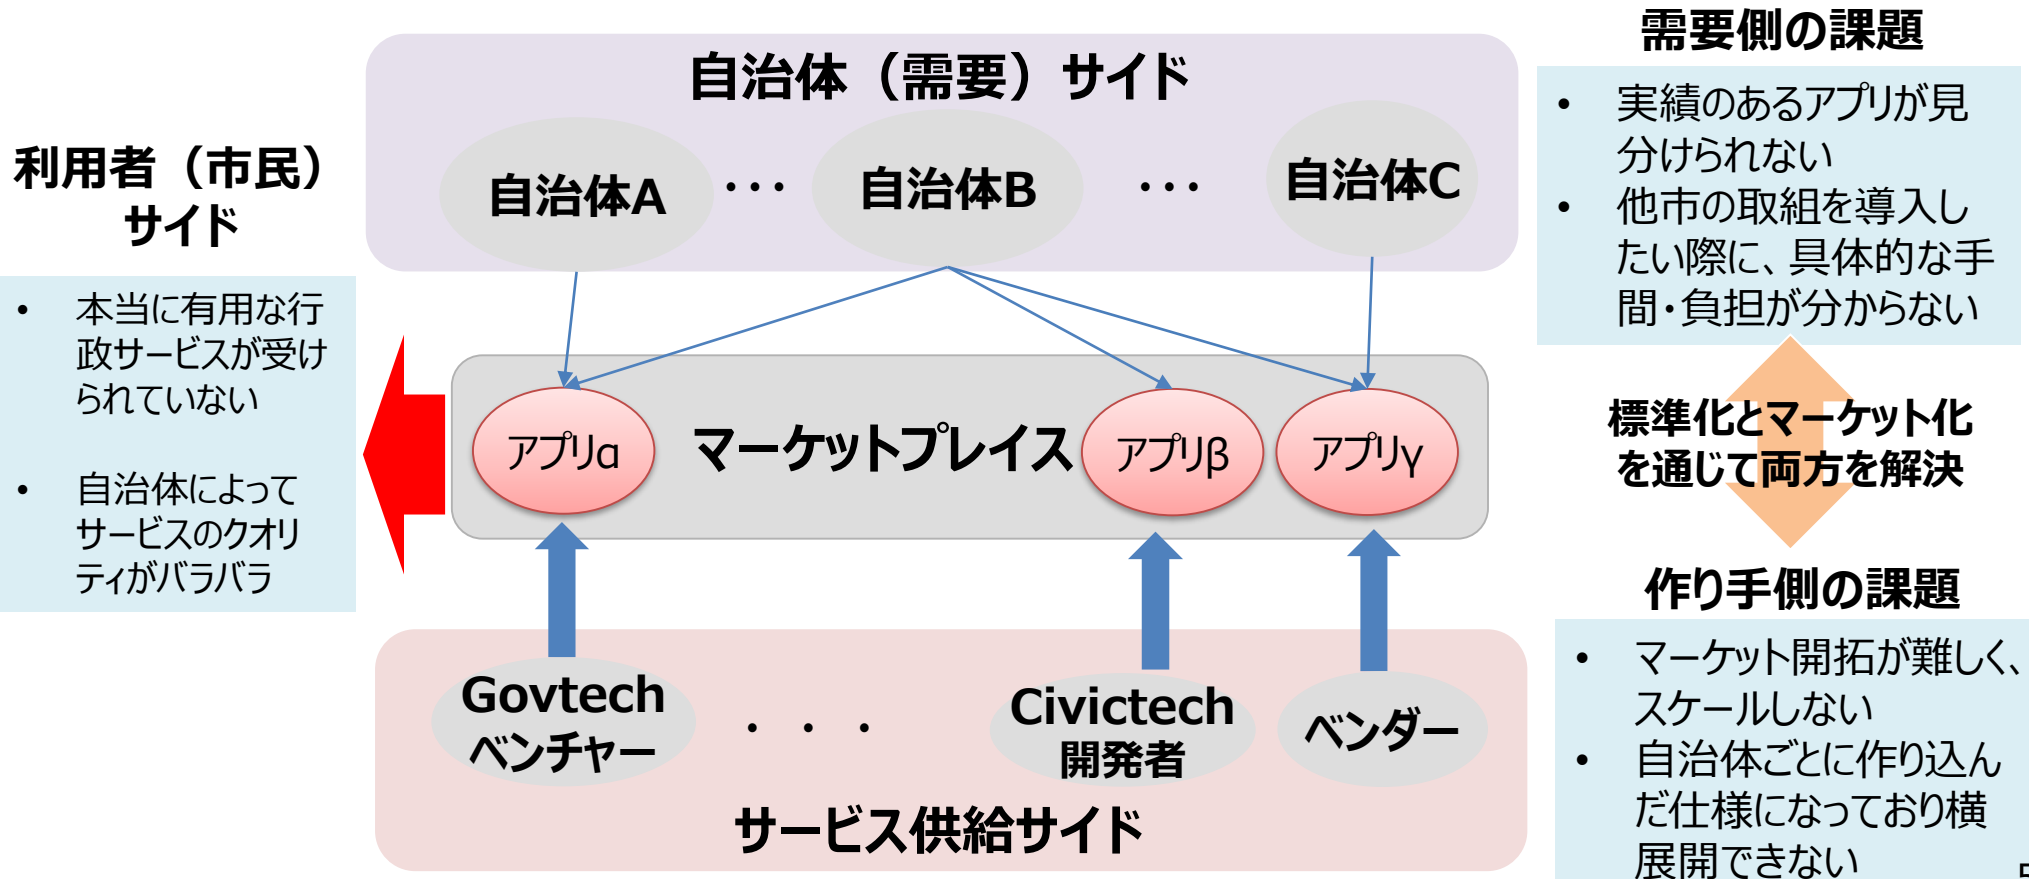 自治体（需要）サイド
自治体A
・・・
自治体B
・・・
自治体C
利用者（市民）
サイド
• 本当に有用な行
政サービスが受け
られていない
• 自治体によって
サービスのクオリ
ティがバラバラ
アプリα
マーケットプレイス
アプリβ
アプリγ
Govtech
ベンチャー
・・・
Civictech
開発者
ベンダー
サービス供給サイド
需要側の課題
• 実績のあるアプリが見
分けられない
• 他市の取組を導入し
たい際に、具体的な手
間・負担が分からない
標準化とマーケット化
を通じて両方を解決
作り手側の課題
• マーケット開拓が難しく、
スケールしない
• 自治体ごとに作り込ん
だ仕様になっており横
展開できない